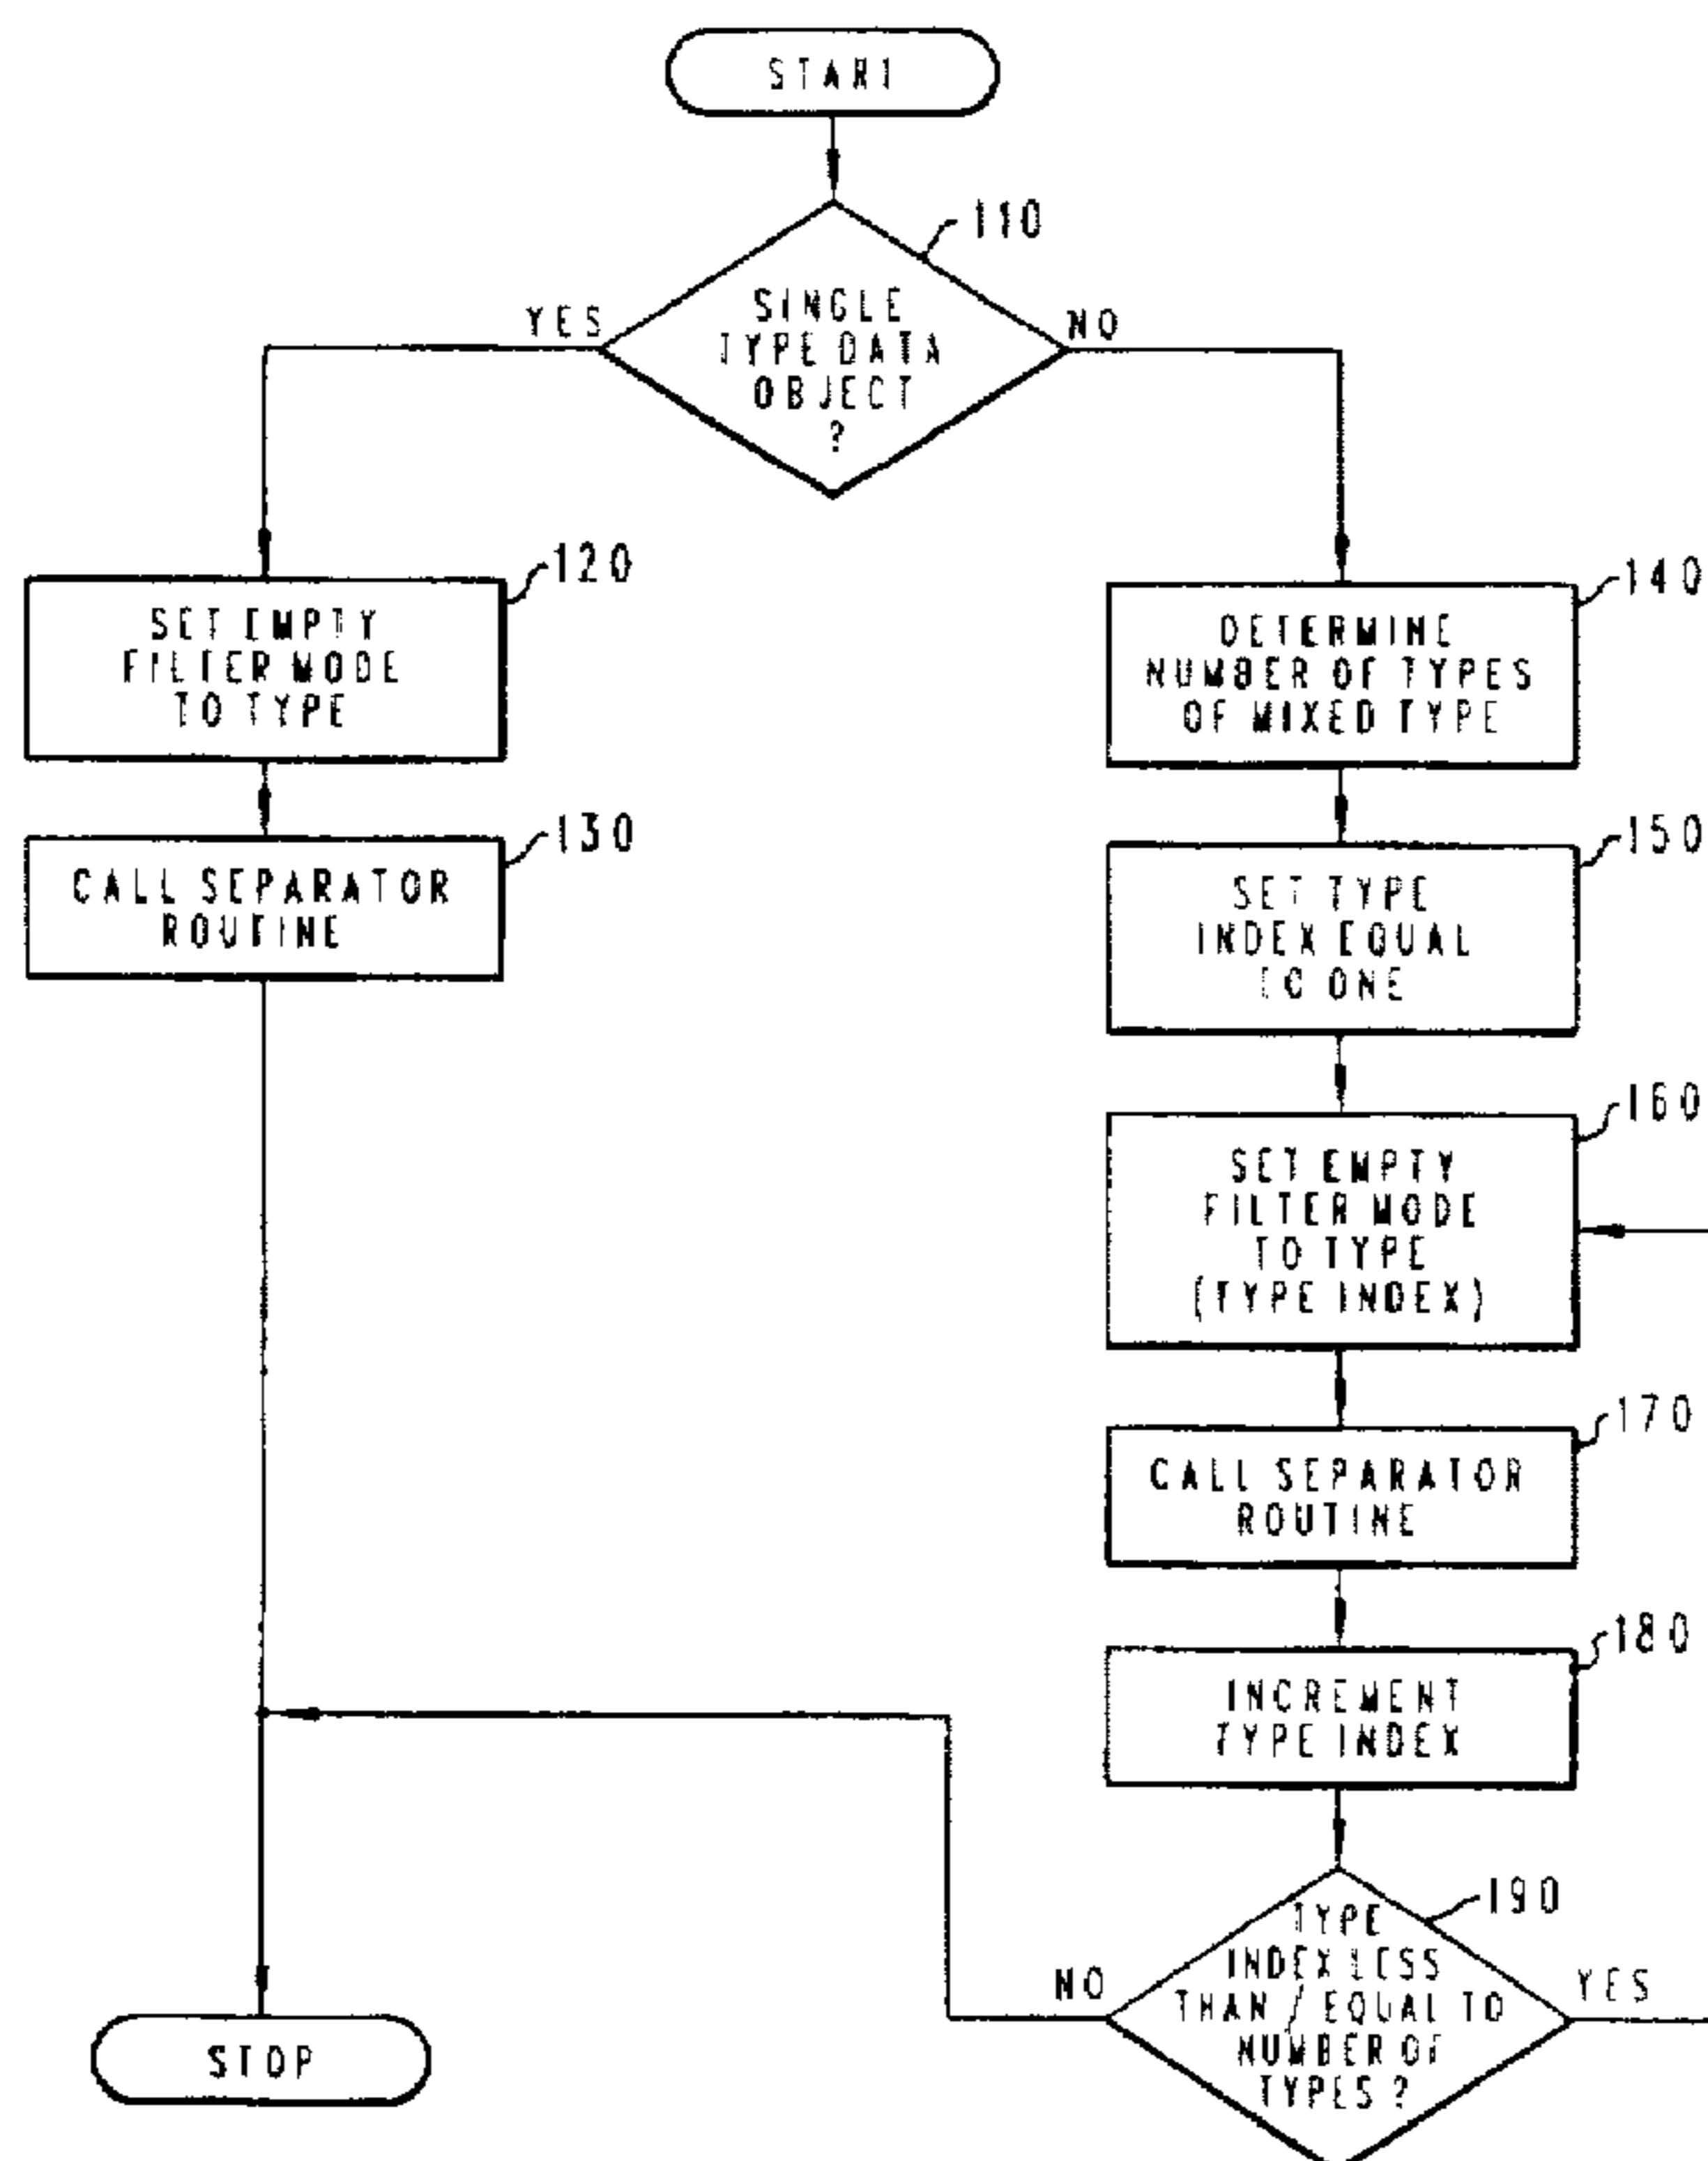 START
110
SINGLE
TYPE DATA
OBJECT
?
YES
NO
120
SET EMPTY
FILTER MODE
TO TYPE
130
CALL SEPARATOR
ROUTINE
140
DETERMINE
NUMBER OF TYPES
OF MIXED TYPE
150
SET TYPE
INDEX EQUAL
TO ONE
160
SET EMPTY
FILTER MODE
TO TYPE
(TYPE INDEX)
170
CALL SEPARATOR
ROUTINE
180
INCREMENT
TYPE INDEX
190
TYPE
INDEX LESS
THAN / EQUAL TO
NUMBER OF
TYPES ?
NO
YES
STOP